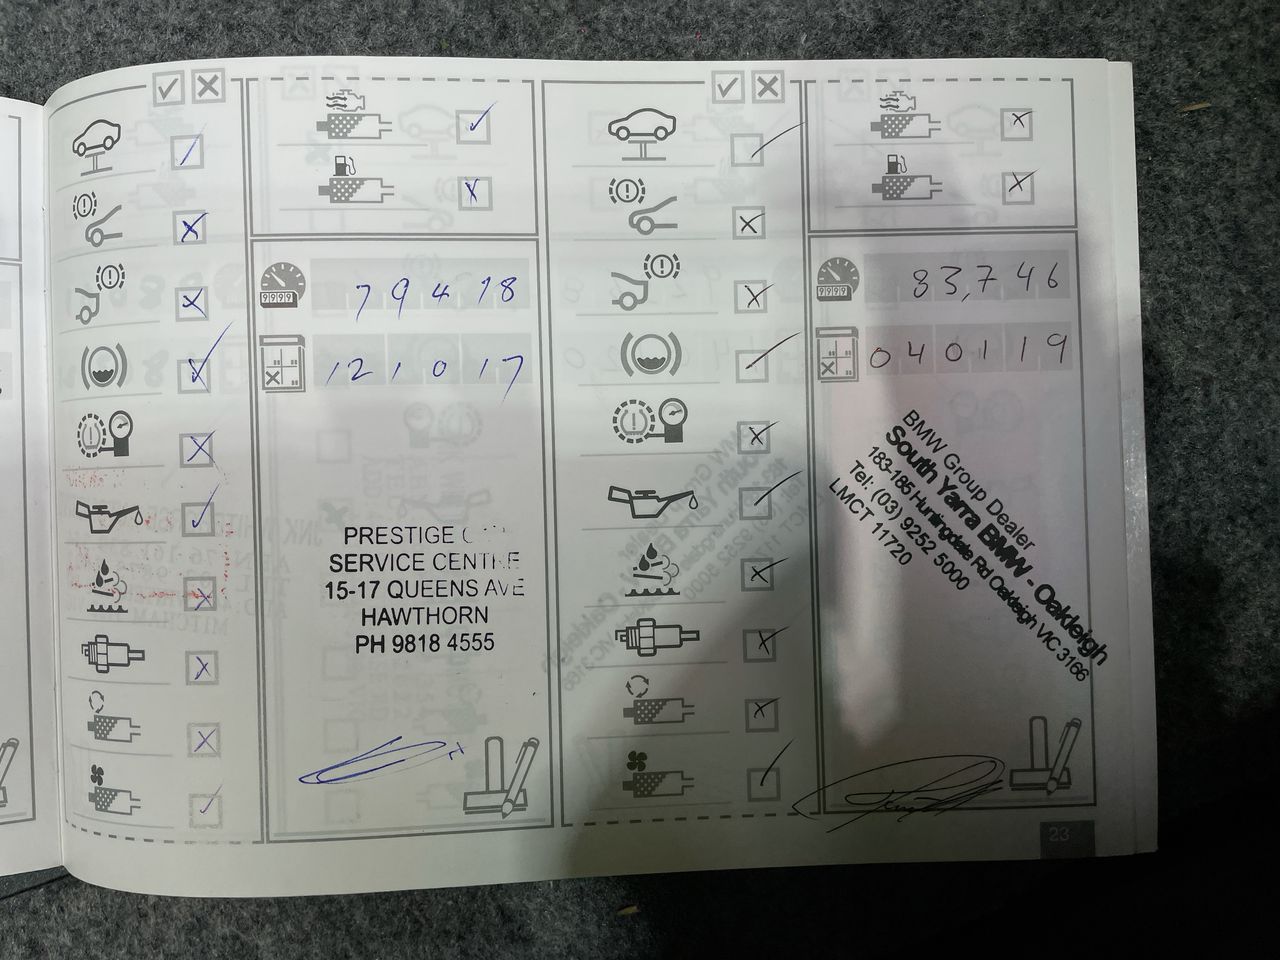 79418
121017
PRESTIGE C
SERVICE CENTRE
15-17 QUEENS AVE
HAWTHORN
PH 9818 4555
83,746
040119
BMW Group Dealer
South Yarra BMW - Oakleigh
183-185 Huntingdale Rd Oakleigh VIC 3166
Tel: (03) 9252 5000
LMCT 11720
23